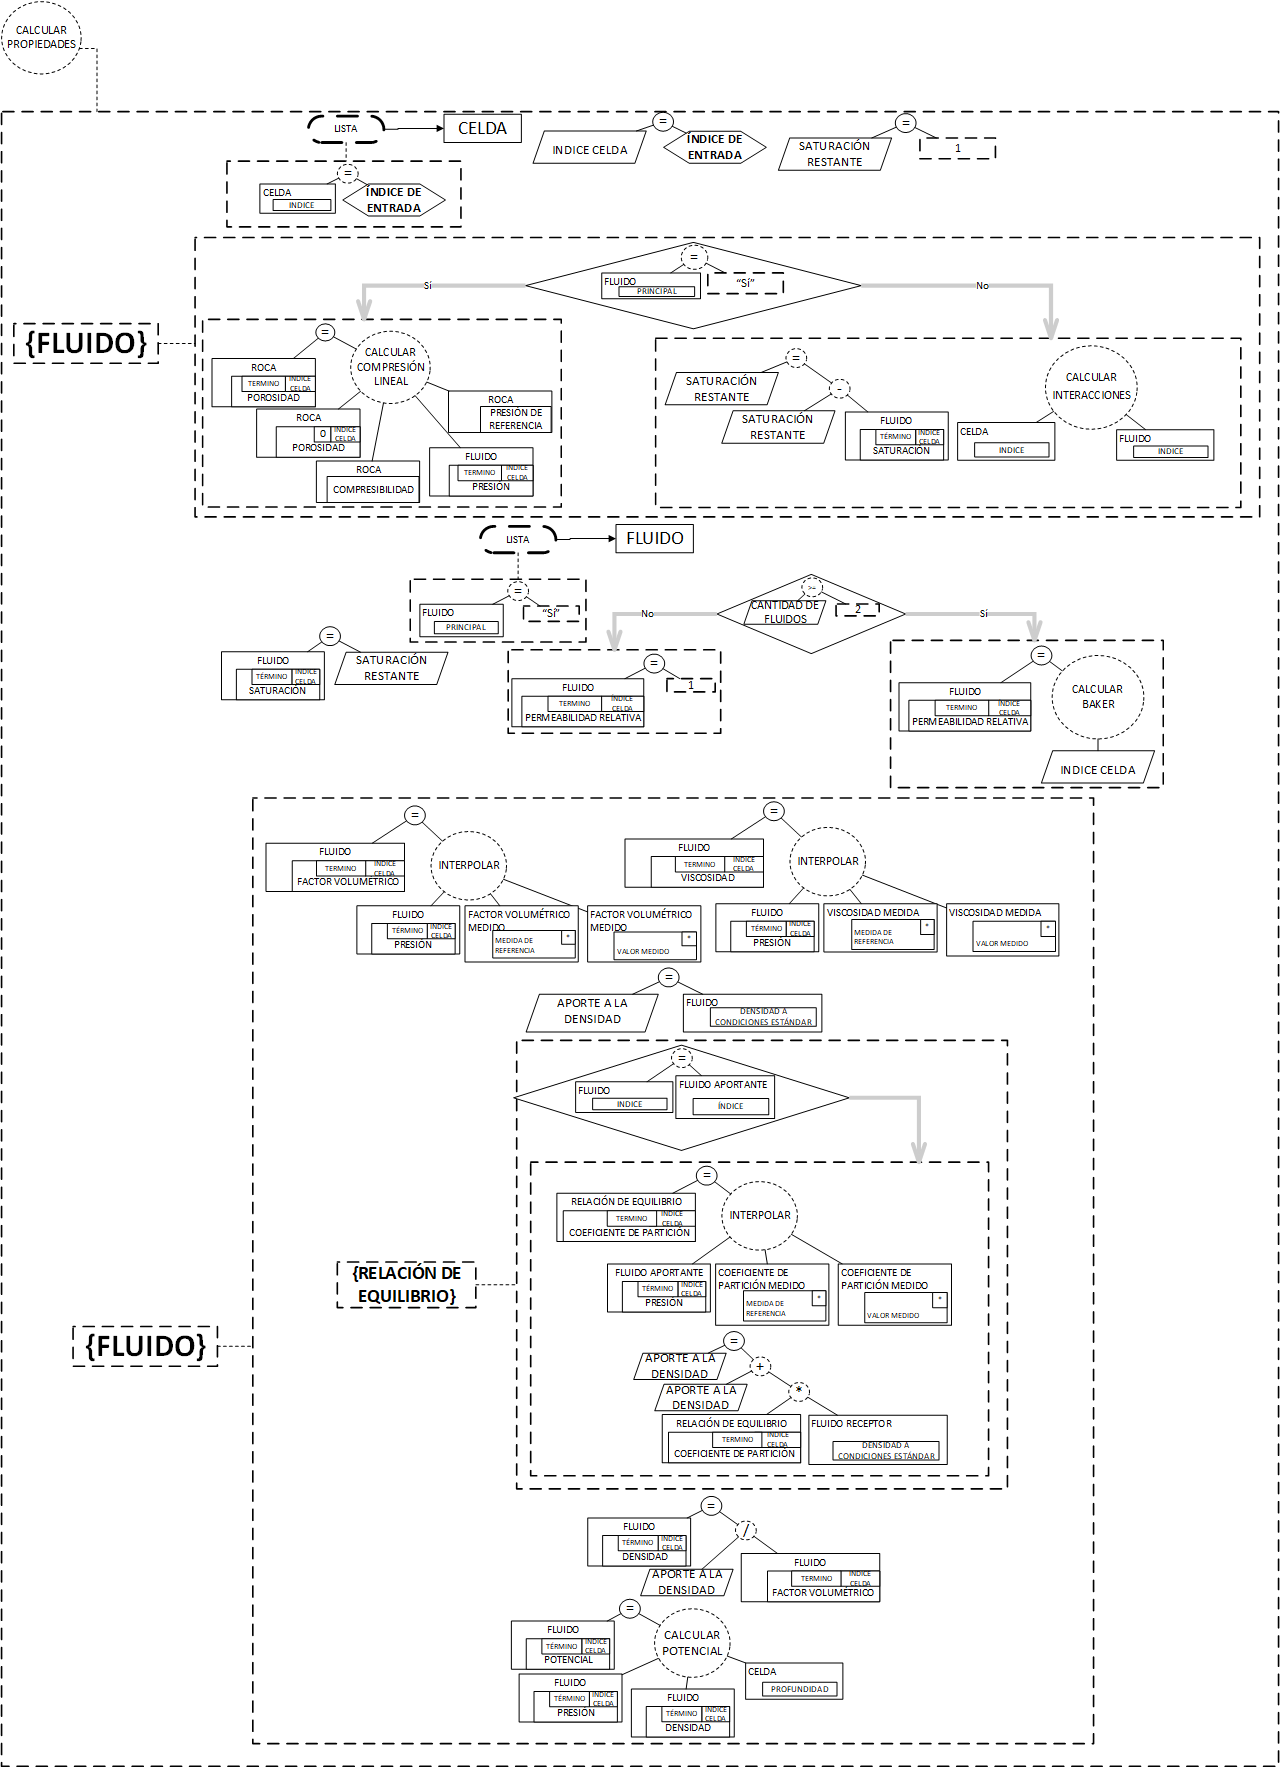 CALCULAR
PROPIEDADES
LISTA
CELDA
=
INDICE CELDA
ÍNDICE DE
ENTRADA
=
SATURACIÓN
RESTANTE
1
=
CELDA
INDICE
ÍNDICE DE
ENTRADA
=
FLUIDO
PRINCIPAL
“Sí”
Sí
No
{FLUIDO}
=
CALCULAR
COMPRESIÓN
LINEAL
ROCA
TERMINO
ÍNDICE
CELDA
POROSIDAD
ROCA
0
ÍNDICE
CELDA
POROSIDAD
ROCA
COMPRESIBILIDAD
ROCA
PRESIÓN DE
REFERENCIA
FLUIDO
TERMINO
ÍNDICE
CELDA
PRESIÓN
=
SATURACIÓN
RESTANTE
-
SATURACIÓN
RESTANTE
FLUIDO
TÉRMINO
ÍNDICE
CELDA
SATURACIÓN
CALCULAR
INTERACCIONES
CELDA
INDICE
FLUIDO
INDICE
LISTA
FLUIDO
=
FLUIDO
PRINCIPAL
“Sí”
>=
CANTIDAD DE
FLUIDOS
2
No
Sí
=
FLUIDO
TÉRMINO
ÍNDICE
CELDA
SATURACIÓN
SATURACIÓN
RESTANTE
=
FLUIDO
TERMINO
ÍNDICE
CELDA
PERMEABILIDAD RELATIVA
1
=
FLUIDO
TERMINO
ÍNDICE
CELDA
PERMEABILIDAD RELATIVA
CALCULAR
BAKER
INDICE CELDA
=
FLUIDO
TERMINO
ÍNDICE
CELDA
FACTOR VOLUMÉTRICO
INTERPOLAR
FLUIDO
TÉRMINO
ÍNDICE
CELDA
PRESIÓN
FACTOR VOLUMÉTRICO
MEDIDO
*
MEDIDA DE
REFERENCIA
FACTOR VOLUMÉTRICO
MEDIDO
*
VALOR MEDIDO
=
FLUIDO
TERMINO
ÍNDICE
CELDA
VISCOSIDAD
INTERPOLAR
FLUIDO
TÉRMINO
ÍNDICE
CELDA
PRESIÓN
VISCOSIDAD MEDIDA
*
MEDIDA DE
REFERENCIA
VISCOSIDAD MEDIDA
*
VALOR MEDIDO
=
APORTE A LA
DENSIDAD
FLUIDO
DENSIDAD A
CONDICIONES ESTÁNDAR
=
FLUIDO
INDICE
FLUIDO APORTANTE
ÍNDICE
{RELACIÓN DE
EQUILIBRIO}
{FLUIDO}
=
RELACIÓN DE EQUILIBRIO
TERMINO
ÍNDICE
CELDA
COEFICIENTE DE PARTICIÓN
INTERPOLAR
FLUIDO APORTANTE
TÉRMINO
ÍNDICE
CELDA
PRESIÓN
COEFICIENTE DE
PARTICIÓN MEDIDO
*
MEDIDA DE
REFERENCIA
COEFICIENTE DE
PARTICIÓN MEDIDO
*
VALOR MEDIDO
=
APORTE A LA
DENSIDAD
+
APORTE A LA
DENSIDAD
*
RELACIÓN DE EQUILIBRIO
TERMINO
ÍNDICE
CELDA
COEFICIENTE DE PARTICIÓN
FLUIDO RECEPTOR
DENSIDAD A
CONDICIONES ESTÁNDAR
=
FLUIDO
TÉRMINO
ÍNDICE
CELDA
DENSIDAD
/
APORTE A LA
DENSIDAD
FLUIDO
TERMINO
ÍNDICE
CELDA
FACTOR VOLUMÉTRICO
=
FLUIDO
TÉRMINO
ÍNDICE
CELDA
POTENCIAL
CALCULAR
POTENCIAL
FLUIDO
TÉRMINO
ÍNDICE
CELDA
PRESIÓN
FLUIDO
TÉRMINO
ÍNDICE
CELDA
DENSIDAD
CELDA
PROFUNDIDAD